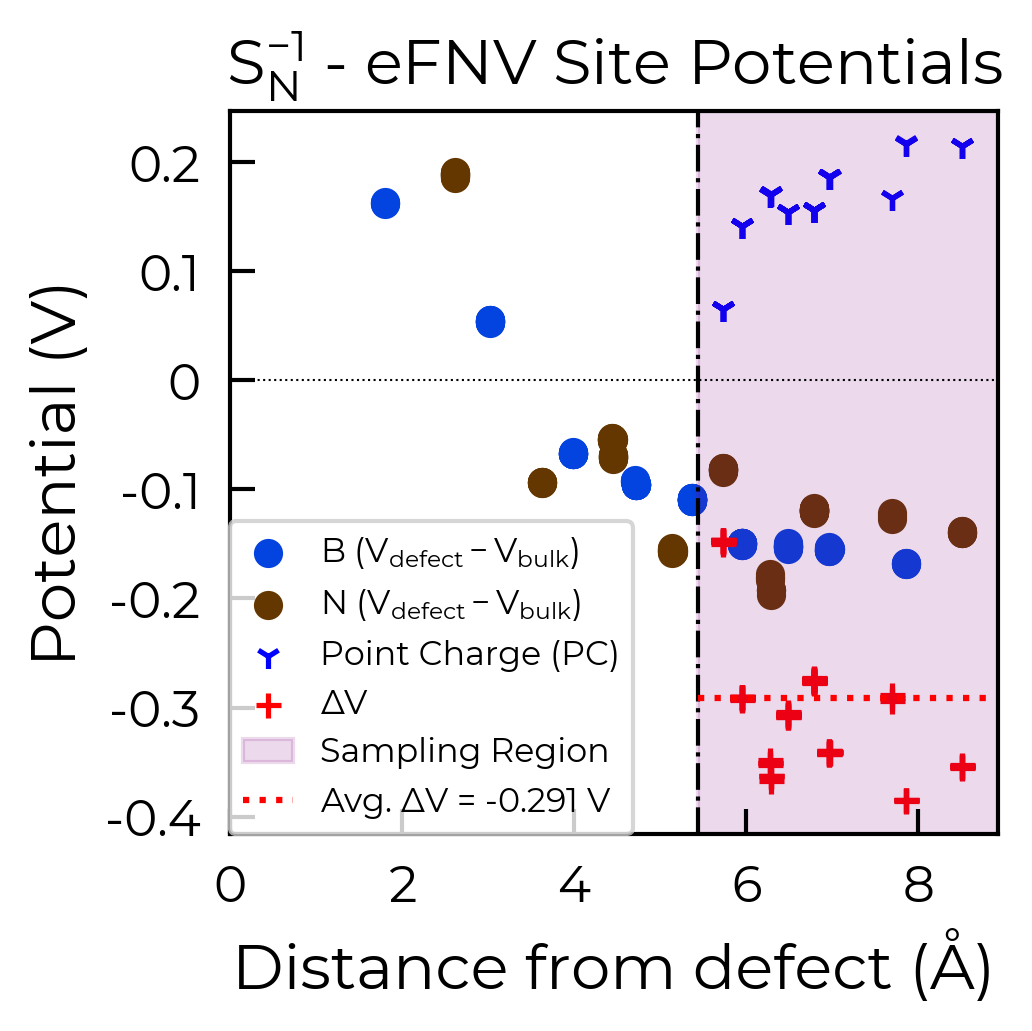 S_N^−1 - eFNV Site Potentials
Potential (V)
0.2
0.1
0
-0.1
-0.2
-0.3
-0.4
B (V_defect − V_bulk)
N (V_defect − V_bulk)
Point Charge (PC)
ΔV
Sampling Region
Avg. ΔV = -0.291 V
0 2 4 6 8
Distance from defect (Å)